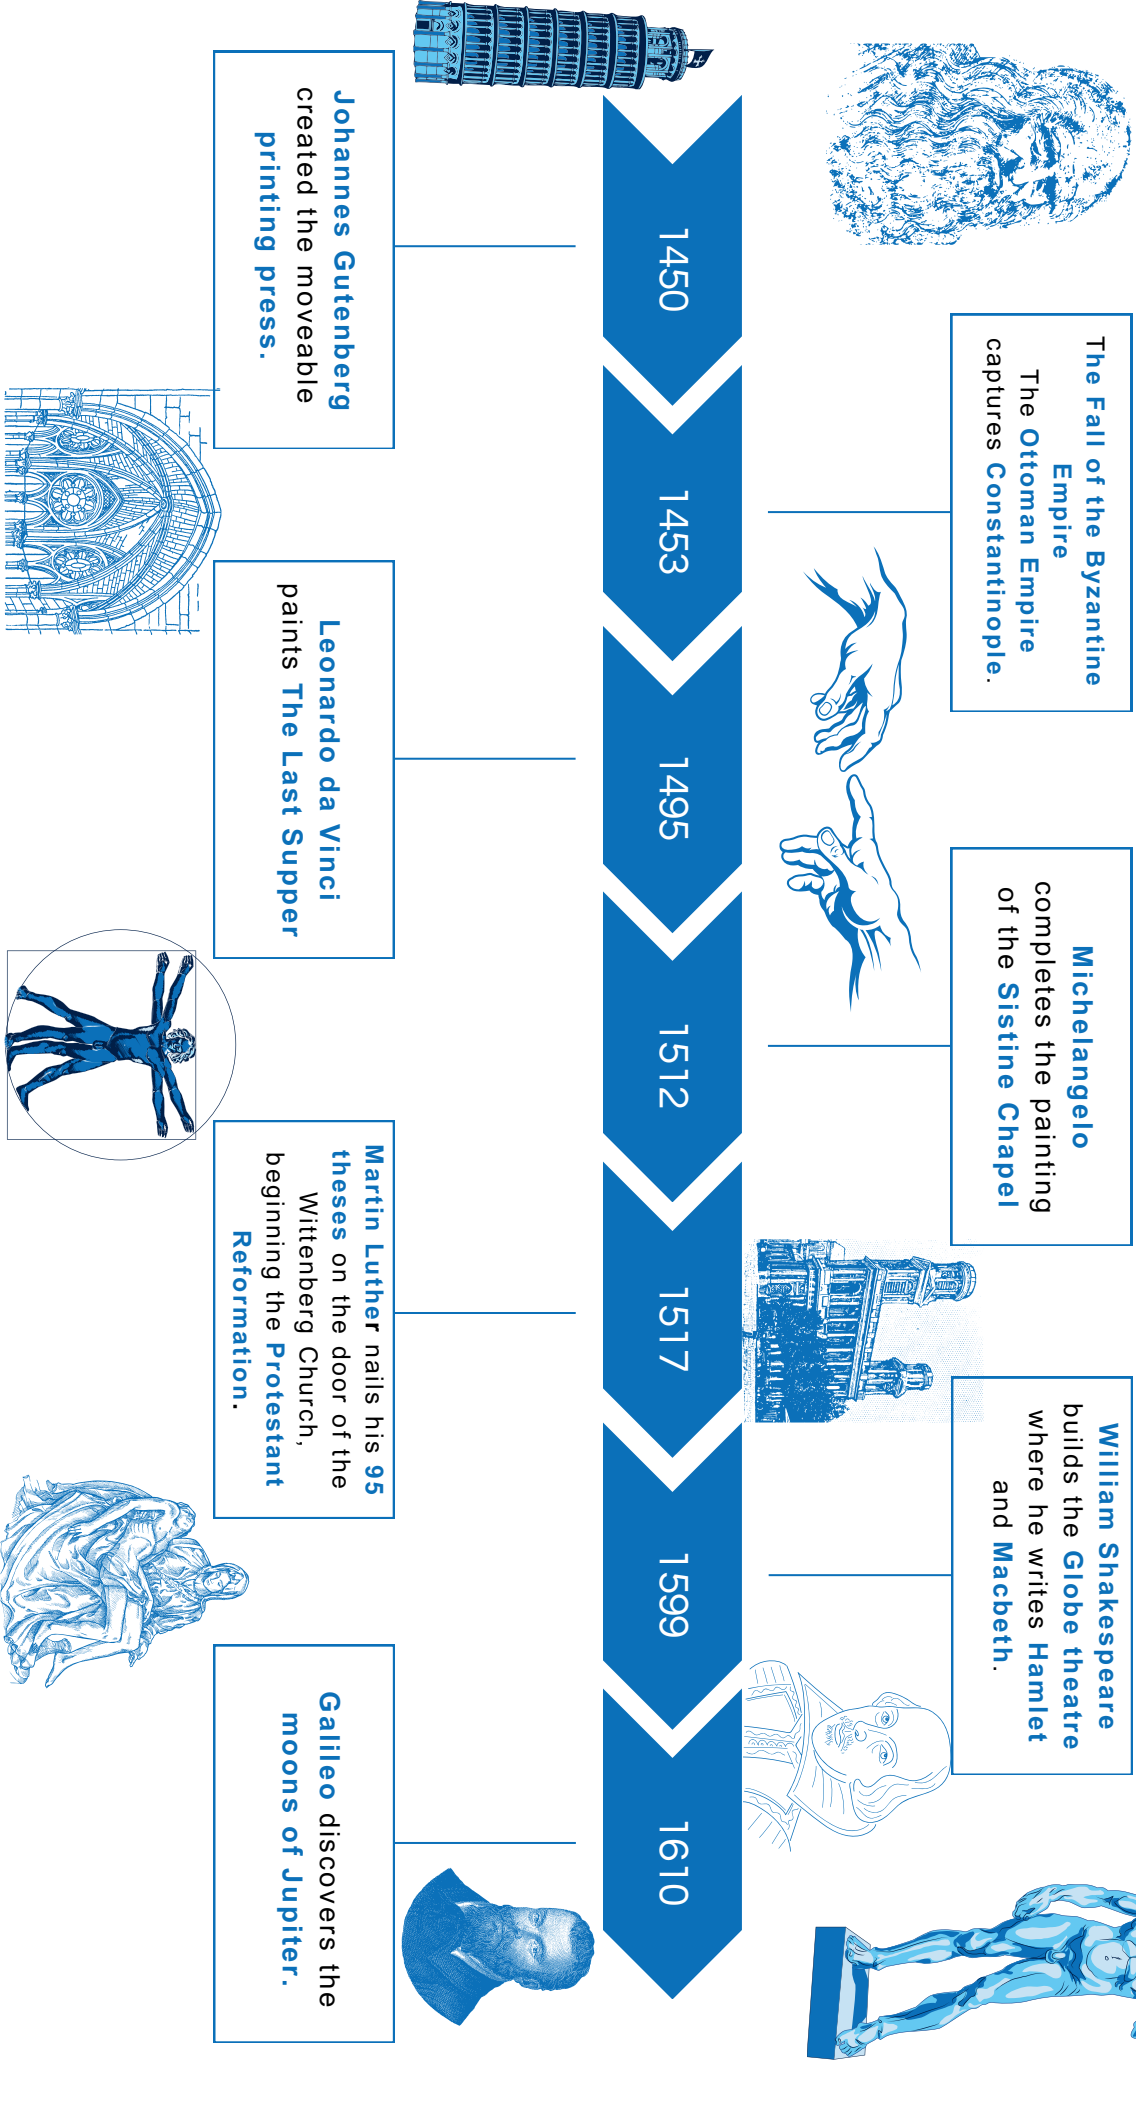 1450
Johannes Gutenberg
created the moveable
printing press.
1453
The Fall of the Byzantine
Empire
The Ottoman Empire
captures Constantinople.
1495
Leonardo da Vinci
paints The Last Supper
1512
Michelangelo
completes the painting
of the Sistine Chapel
1517
Martin Luther nails his 95
theses on the door of the
Wittenberg Church,
beginning the Protestant
Reformation.
1599
William Shakespeare
builds the Globe theatre
where he writes Hamlet
and Macbeth.
1610
Galileo discovers the
moons of Jupiter.